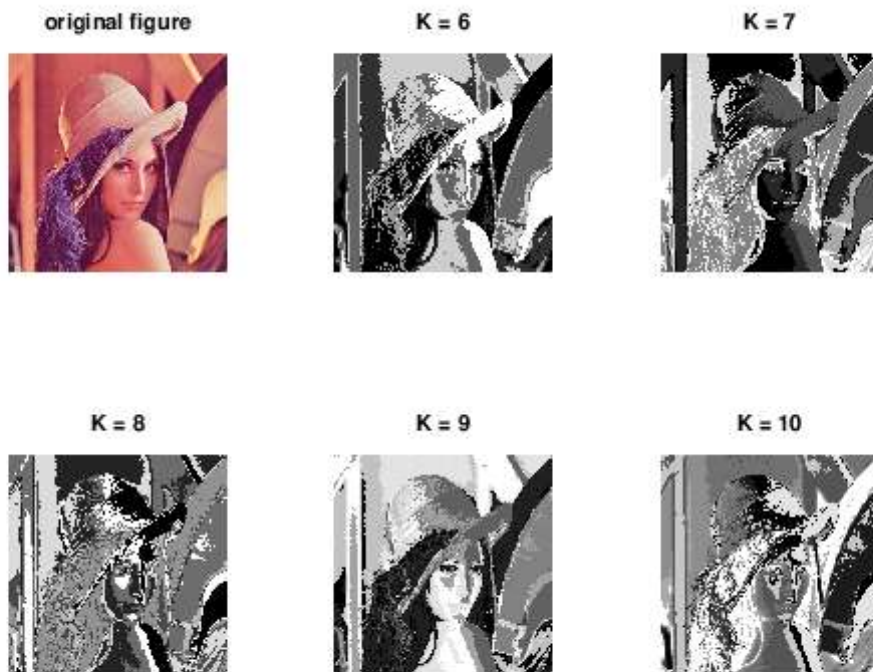 original figure
K = 6
K = 7
K = 8
K = 9
K = 10